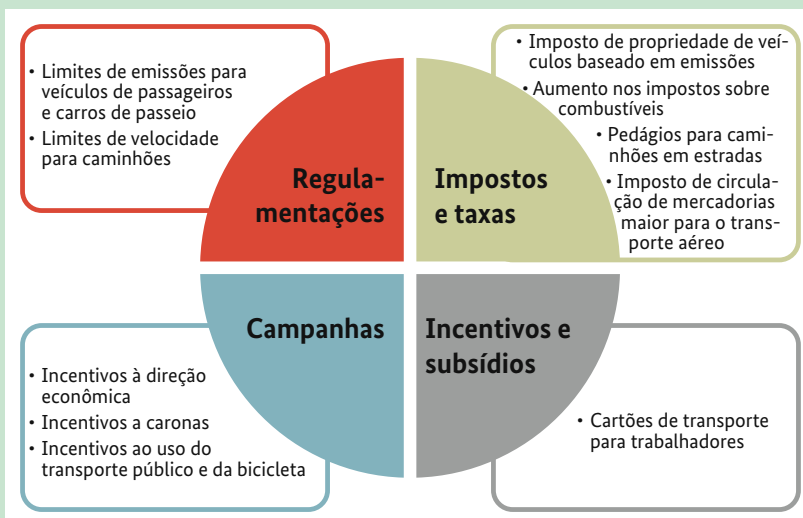 • Limites de emissões para
veículos de passageiros
e carros de passeio
• Limites de velocidade
para caminhões
Regula-
mentações
• Imposto de propriedade de veí-
culos baseado em emissões
• Aumento nos impostos sobre
combustíveis
• Pedágios para cami-
nhões em estradas
• Imposto de circula-
ção de mercadorias
maior para o trans-
porte aéreo
Impostos
e taxas
Campanhas
• Incentivos à direção
econômica
• Incentivos a caronas
• Incentivos ao uso do
transporte público e da bicicleta
Incentivos e
subsídios
• Cartões de transporte
para trabalhadores